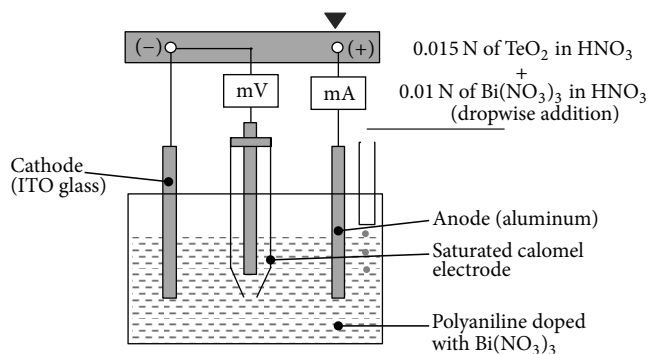 (−)
(+)
mV
mA
0.015 N of TeO₂ in HNO₃
+
0.01 N of Bi(NO₃)₃ in HNO₃
(dropwise addition)
Cathode
(ITO glass)
Anode (aluminum)
Saturated calomel
electrode
Polyaniline doped
with Bi(NO₃)₃